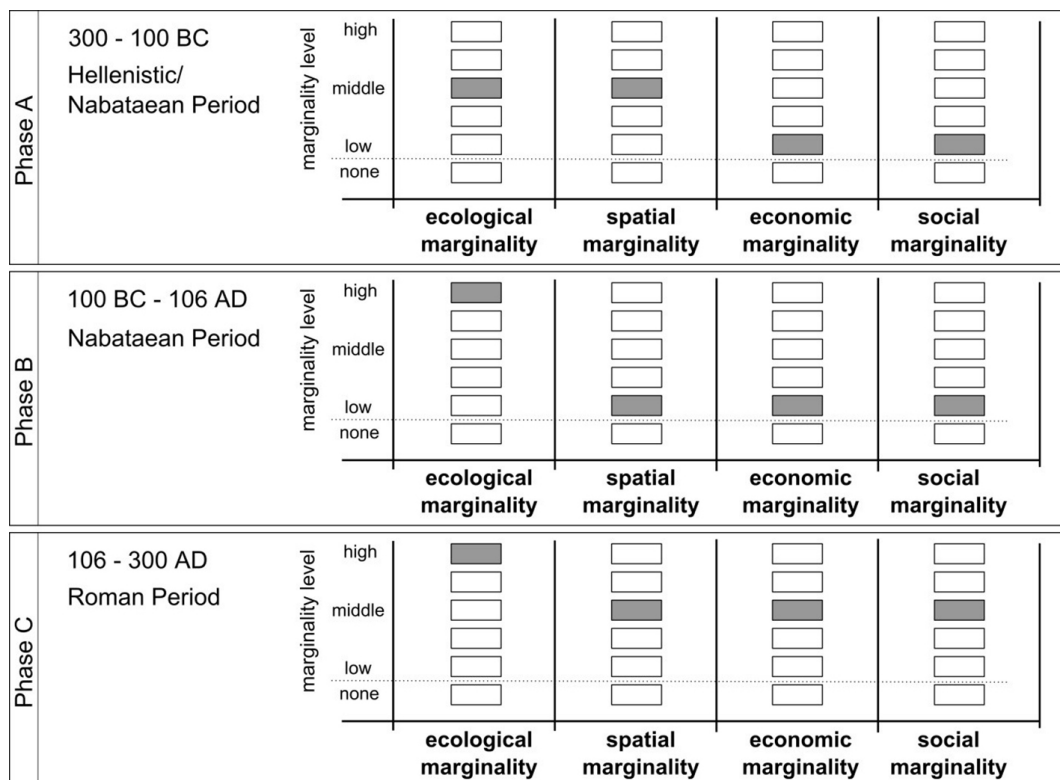 Phase A
300 - 100 BC
Hellenistic/
Nabataean Period
marginality level
high
middle
low
none
ecological
marginality
spatial
marginality
economic
marginality
social
marginality
Phase B
100 BC - 106 AD
Nabataean Period
marginality level
high
middle
low
none
ecological
marginality
spatial
marginality
economic
marginality
social
marginality
Phase C
106 - 300 AD
Roman Period
marginality level
high
middle
low
none
ecological
marginality
spatial
marginality
economic
marginality
social
marginality